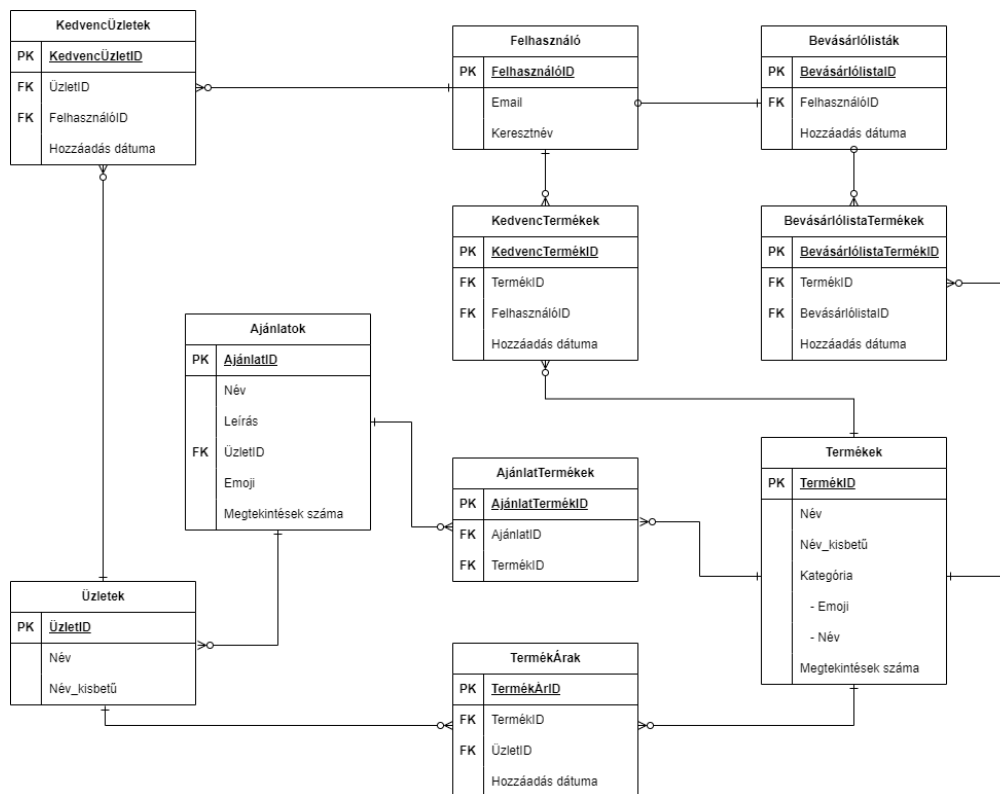 KedvencÜzletek
PK KedvencÜzletID
FK ÜzletID
FK FelhasználóID
Hozzáadás dátuma
Felhasználó
PK FelhasználóID
Email
Keresztnév
Bevásárlólisták
PK BevásárlólistaID
FK FelhasználóID
Hozzáadás dátuma
KedvencTermékek
PK KedvencTermékID
FK TermékID
FK FelhasználóID
Hozzáadás dátuma
BevásárlólistaTermékek
PK BevásárlólistaTermékID
FK TermékID
FK BevásárlólistaID
Hozzáadás dátuma
Ajánlatok
PK AjánlatID
Név
Leírás
FK ÜzletID
Emoji
Megtekintések száma
AjánlatTermékek
PK AjánlatTermékID
FK AjánlatID
FK TermékID
Termékek
PK TermékID
Név
Név_kisbetű
Kategória
- Emoji
- Név
Megtekintések száma
Üzletek
PK ÜzletID
Név
Név_kisbetű
TermékÁrak
PK TermékÁrID
FK TermékID
FK ÜzletID
Hozzáadás dátuma